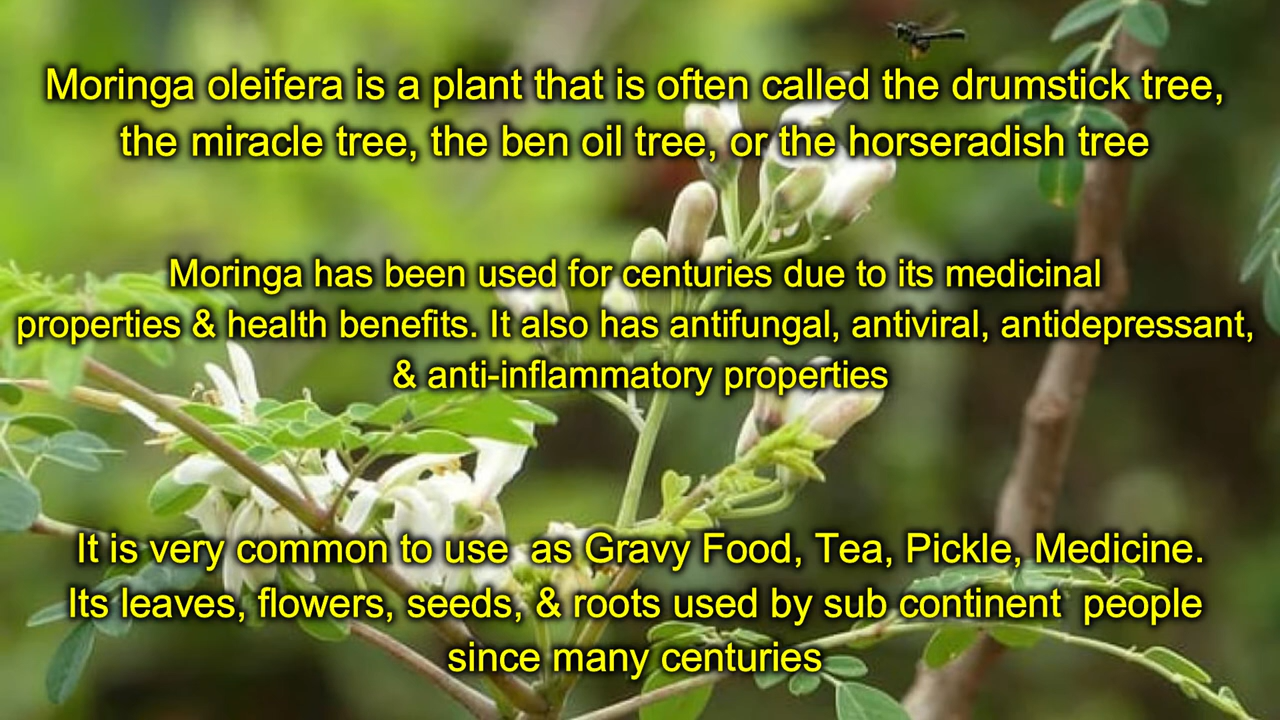 Moringa oleifera is a plant that is often called the drumstick tree,
the miracle tree, the ben oil tree, or the horseradish tree
Moringa has been used for centuries due to its medicinal
properties & health benefits. It also has antifungal, antiviral, antidepressant,
& anti-inflammatory properties
It is very common to use  as Gravy Food, Tea, Pickle, Medicine.
Its leaves, flowers, seeds, & roots used by sub continent  people
since many centuries